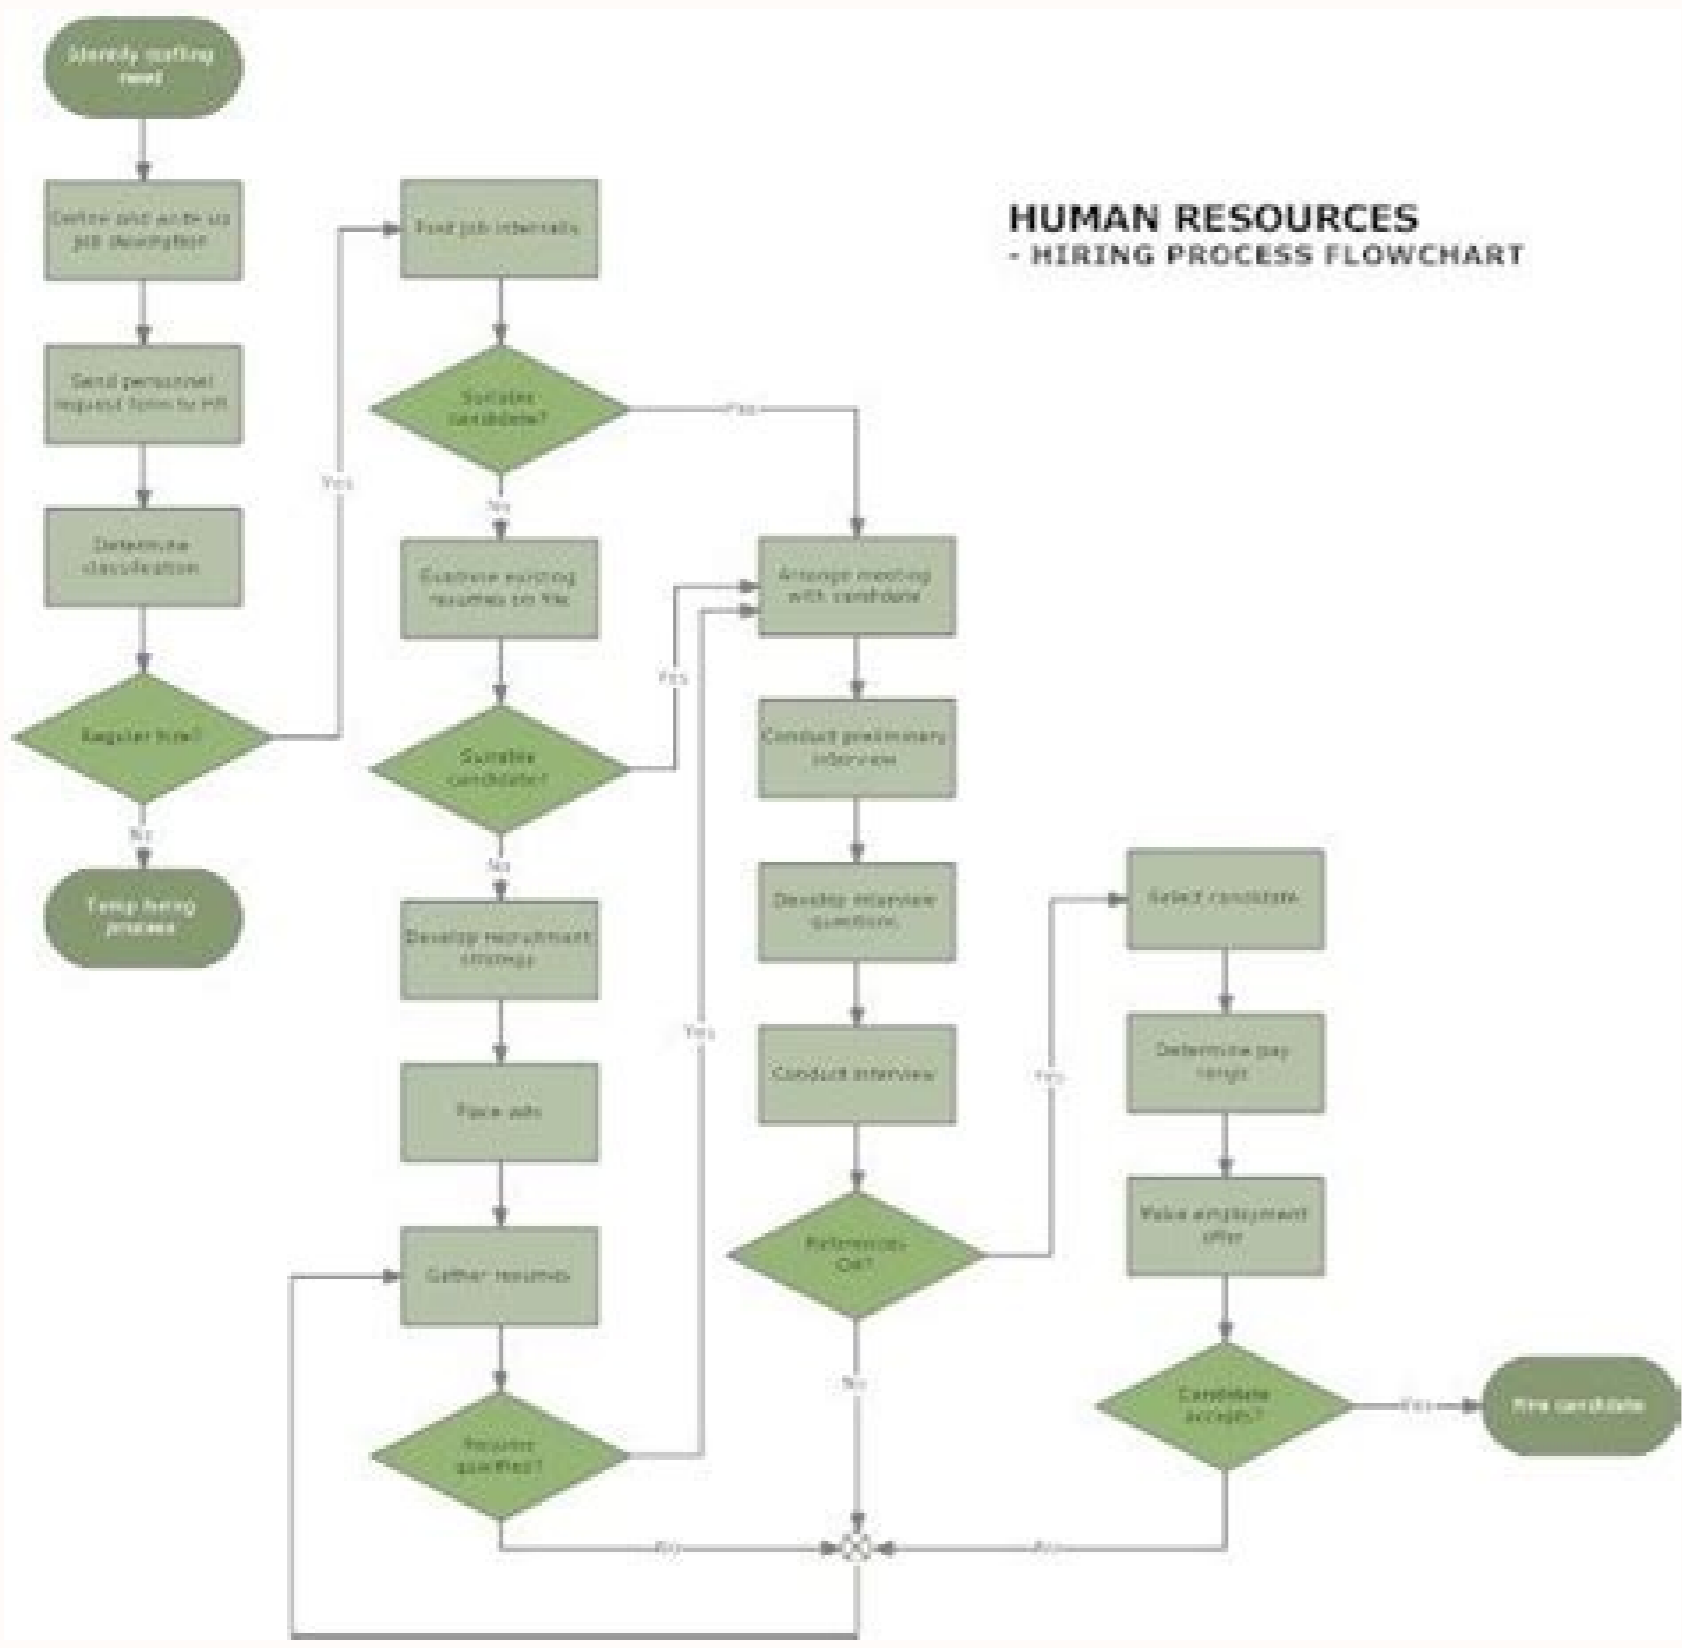 HUMAN RESOURCES
- HIRING PROCESS FLOWCHART
Identify staffing
need
Define and write up
job description
Send personnel
request form to HR
Determine
classification
Regular hire?
Yes
No
Temp hiring
process
Post job internally
candidate?
Yes
No
Examine existing
resumes on file
Suitable
candidate?
Yes
No
Develop recruitment
Place ads
Gather resumes
qualified?
Yes
No
Arrange meeting
with candidate
Conduct preliminary
interview
Develop interview
questions
Conduct interview
References
OK?
Yes
No
Select candidate
Determine pay
range
Make employment
offer
Candidate
accepts?
Yes
No
Hire candidate